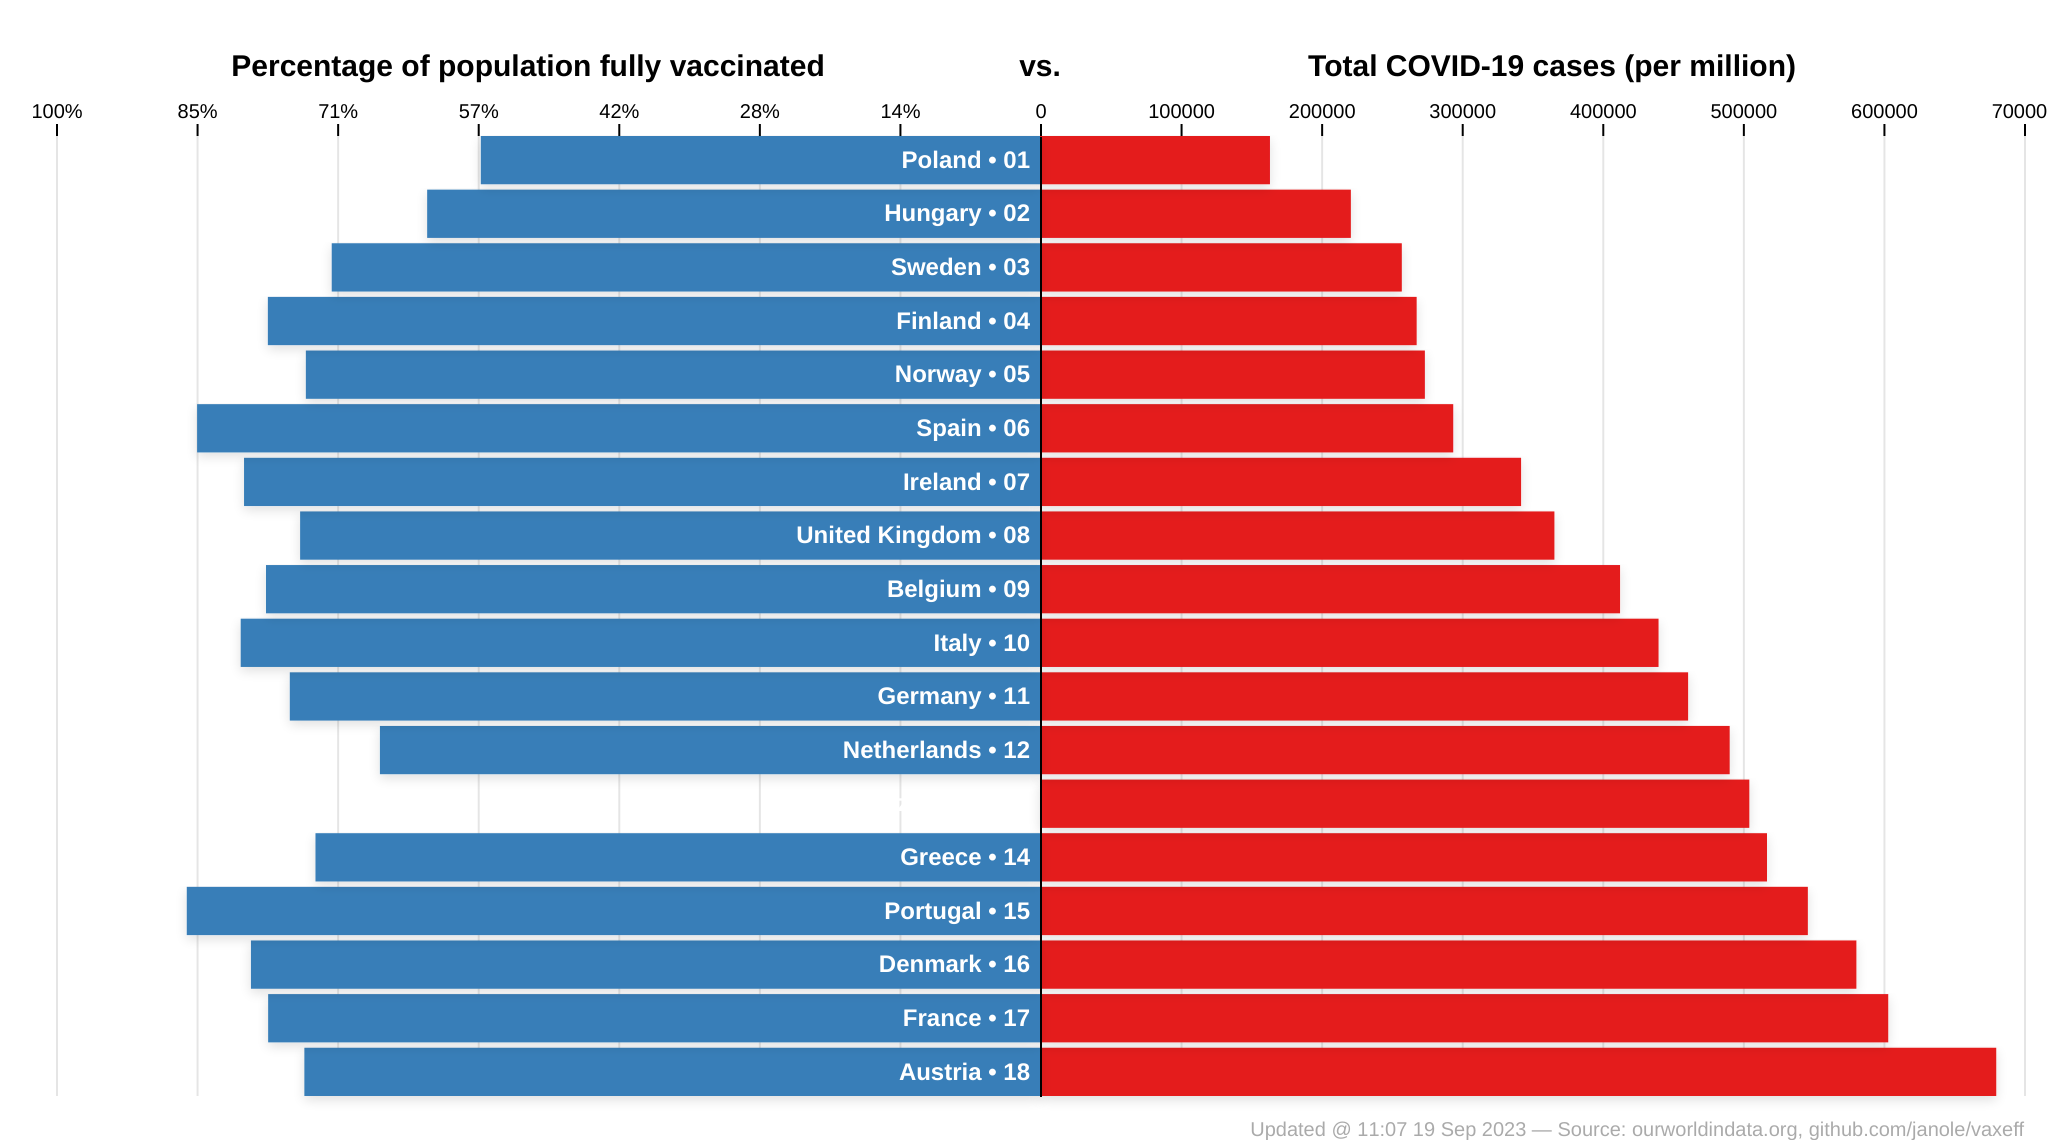 Percentage of population fully vaccinated vs. Total COVID-19 cases (per million)
100% 85% 71% 57% 42% 28% 14% 0 100000 200000 300000 400000 500000 600000 70000
Poland • 01
Hungary • 02
Sweden • 03
Finland • 04
Norway • 05
Spain • 06
Ireland • 07
United Kingdom • 08
Belgium • 09
Italy • 10
Germany • 11
Netherlands • 12
Greece • 14
Portugal • 15
Denmark • 16
France • 17
Austria • 18
Updated @ 11:07 19 Sep 2023 — Source: ourworldindata.org, github.com/janole/vaxeff